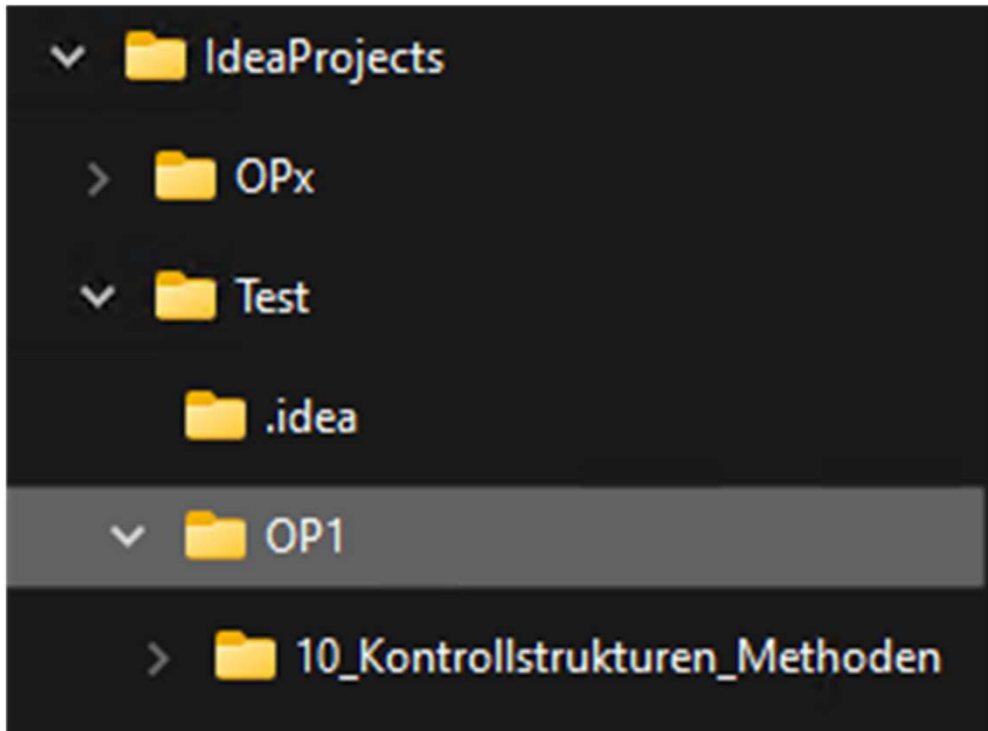 IdeaProjects
OPx
Test
.idea
OP1
10_Kontrollstrukturen_Methoden